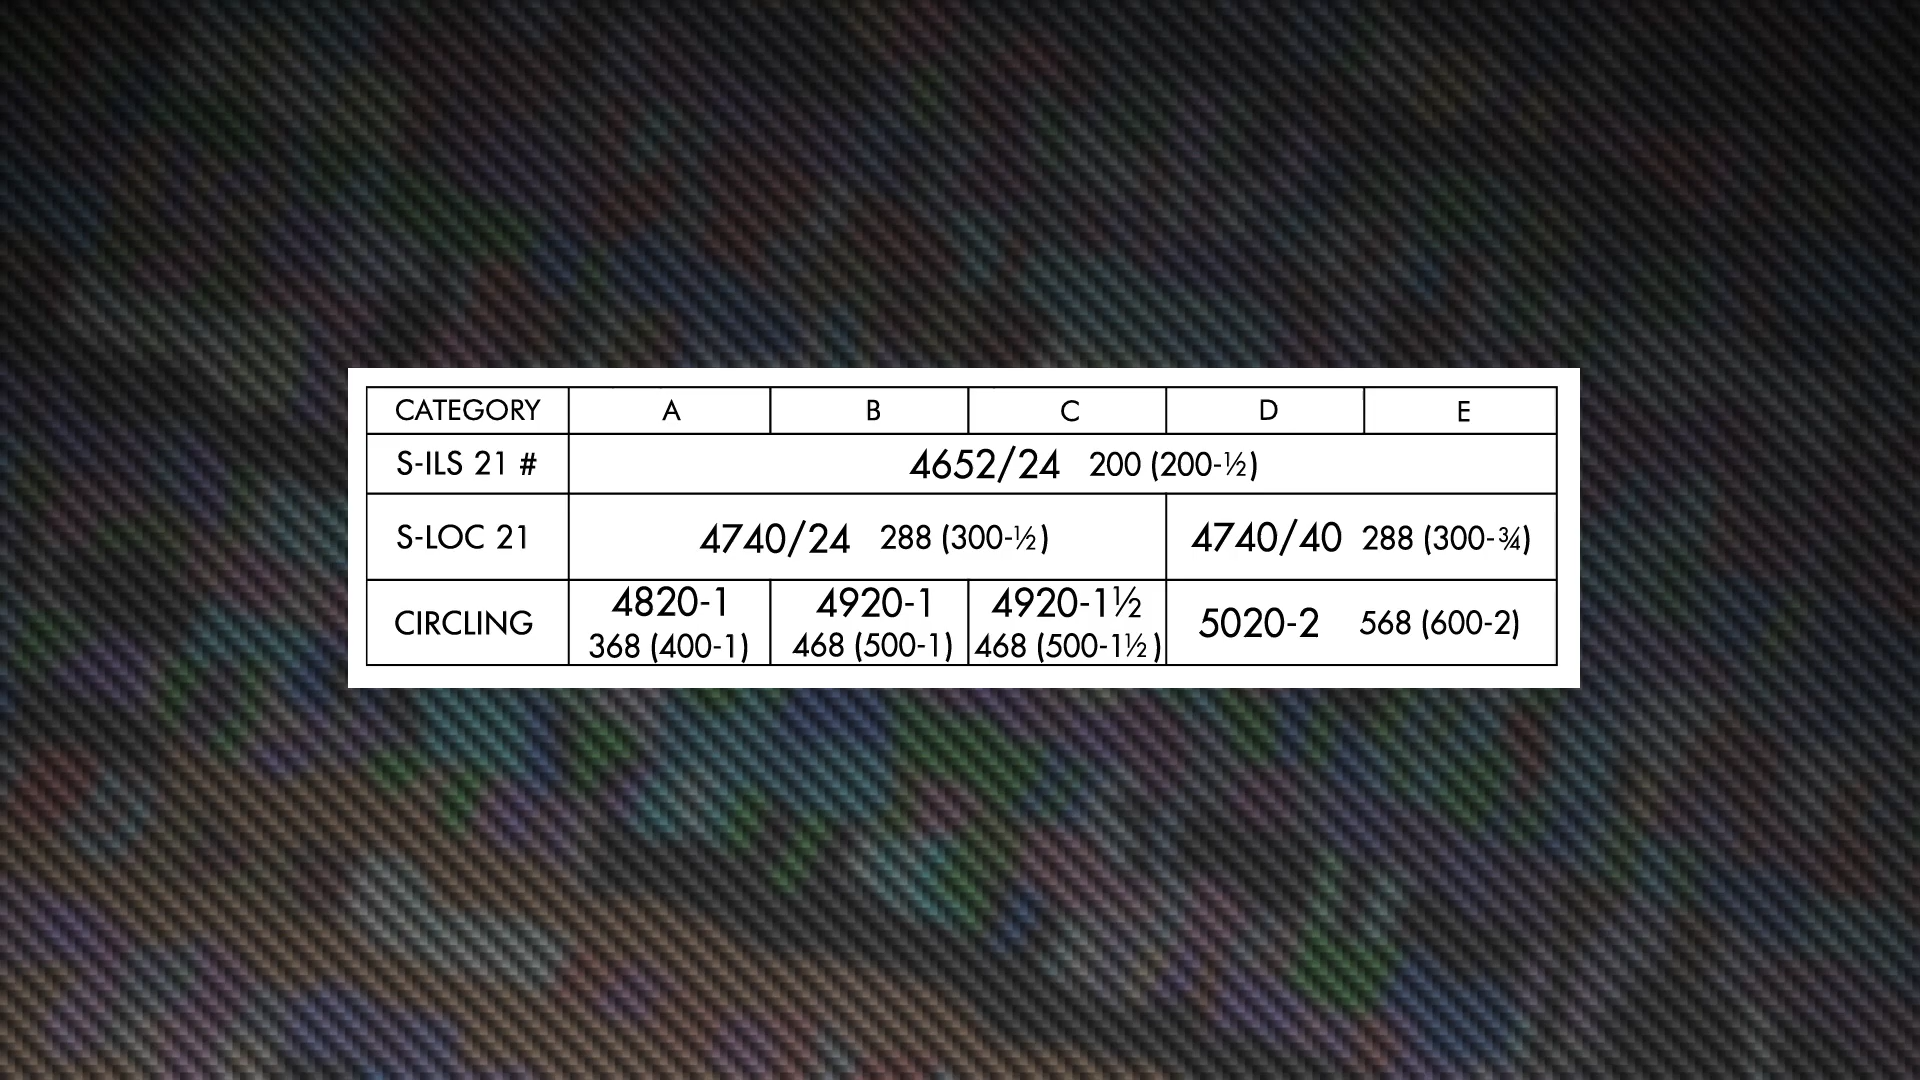 CATEGORY A B C D E
S-ILS 21 # 4652/24 200 (200-½)
S-LOC 21 4740/24 288 (300-½) 4740/40 288 (300-¾)
CIRCLING 4820-1 368 (400-1) 4920-1 468 (500-1) 4920-1½ 468 (500-1½) 5020-2 568 (600-2)